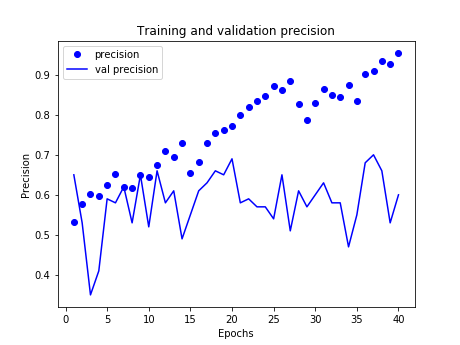 Training and validation precision
precision
val precision
Precision
0.9
0.8
0.7
0.6
0.5
0.4
0 5 10 15 20 25 30 35 40
Epochs